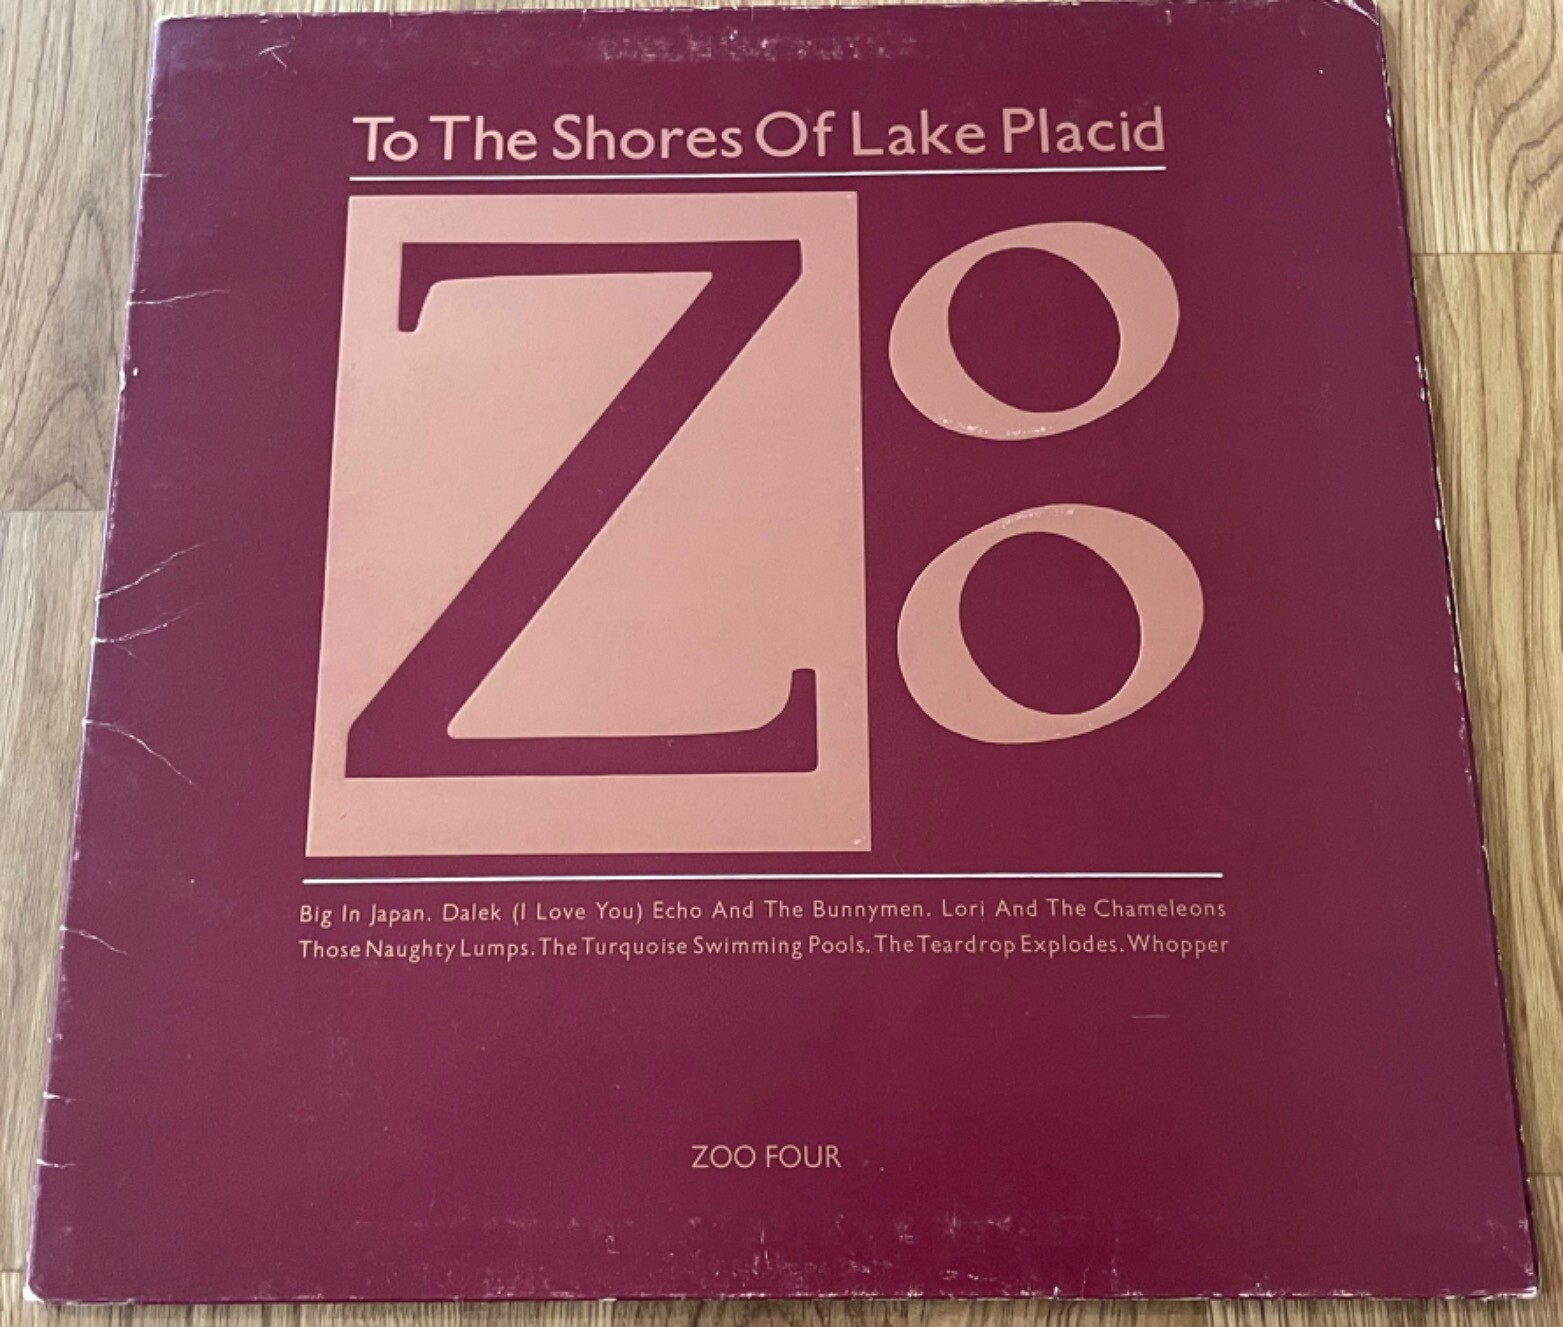 To The Shores Of Lake Placid
Zoo
Big In Japan. Dalek (I Love You) Echo And The Bunnymen. Lori And The Chameleons
Those Naughty Lumps. The Turquoise Swimming Pools. The Teardrop Explodes. Whopper
ZOO FOUR